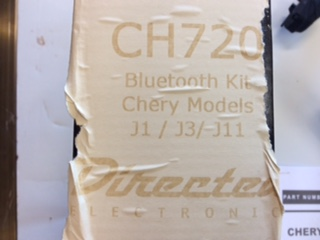 CH720
Bluetooth Kit
Chery Models
J1 / J3/ J11
Directed
ELECTRONIC
PART NUMB
CHERY